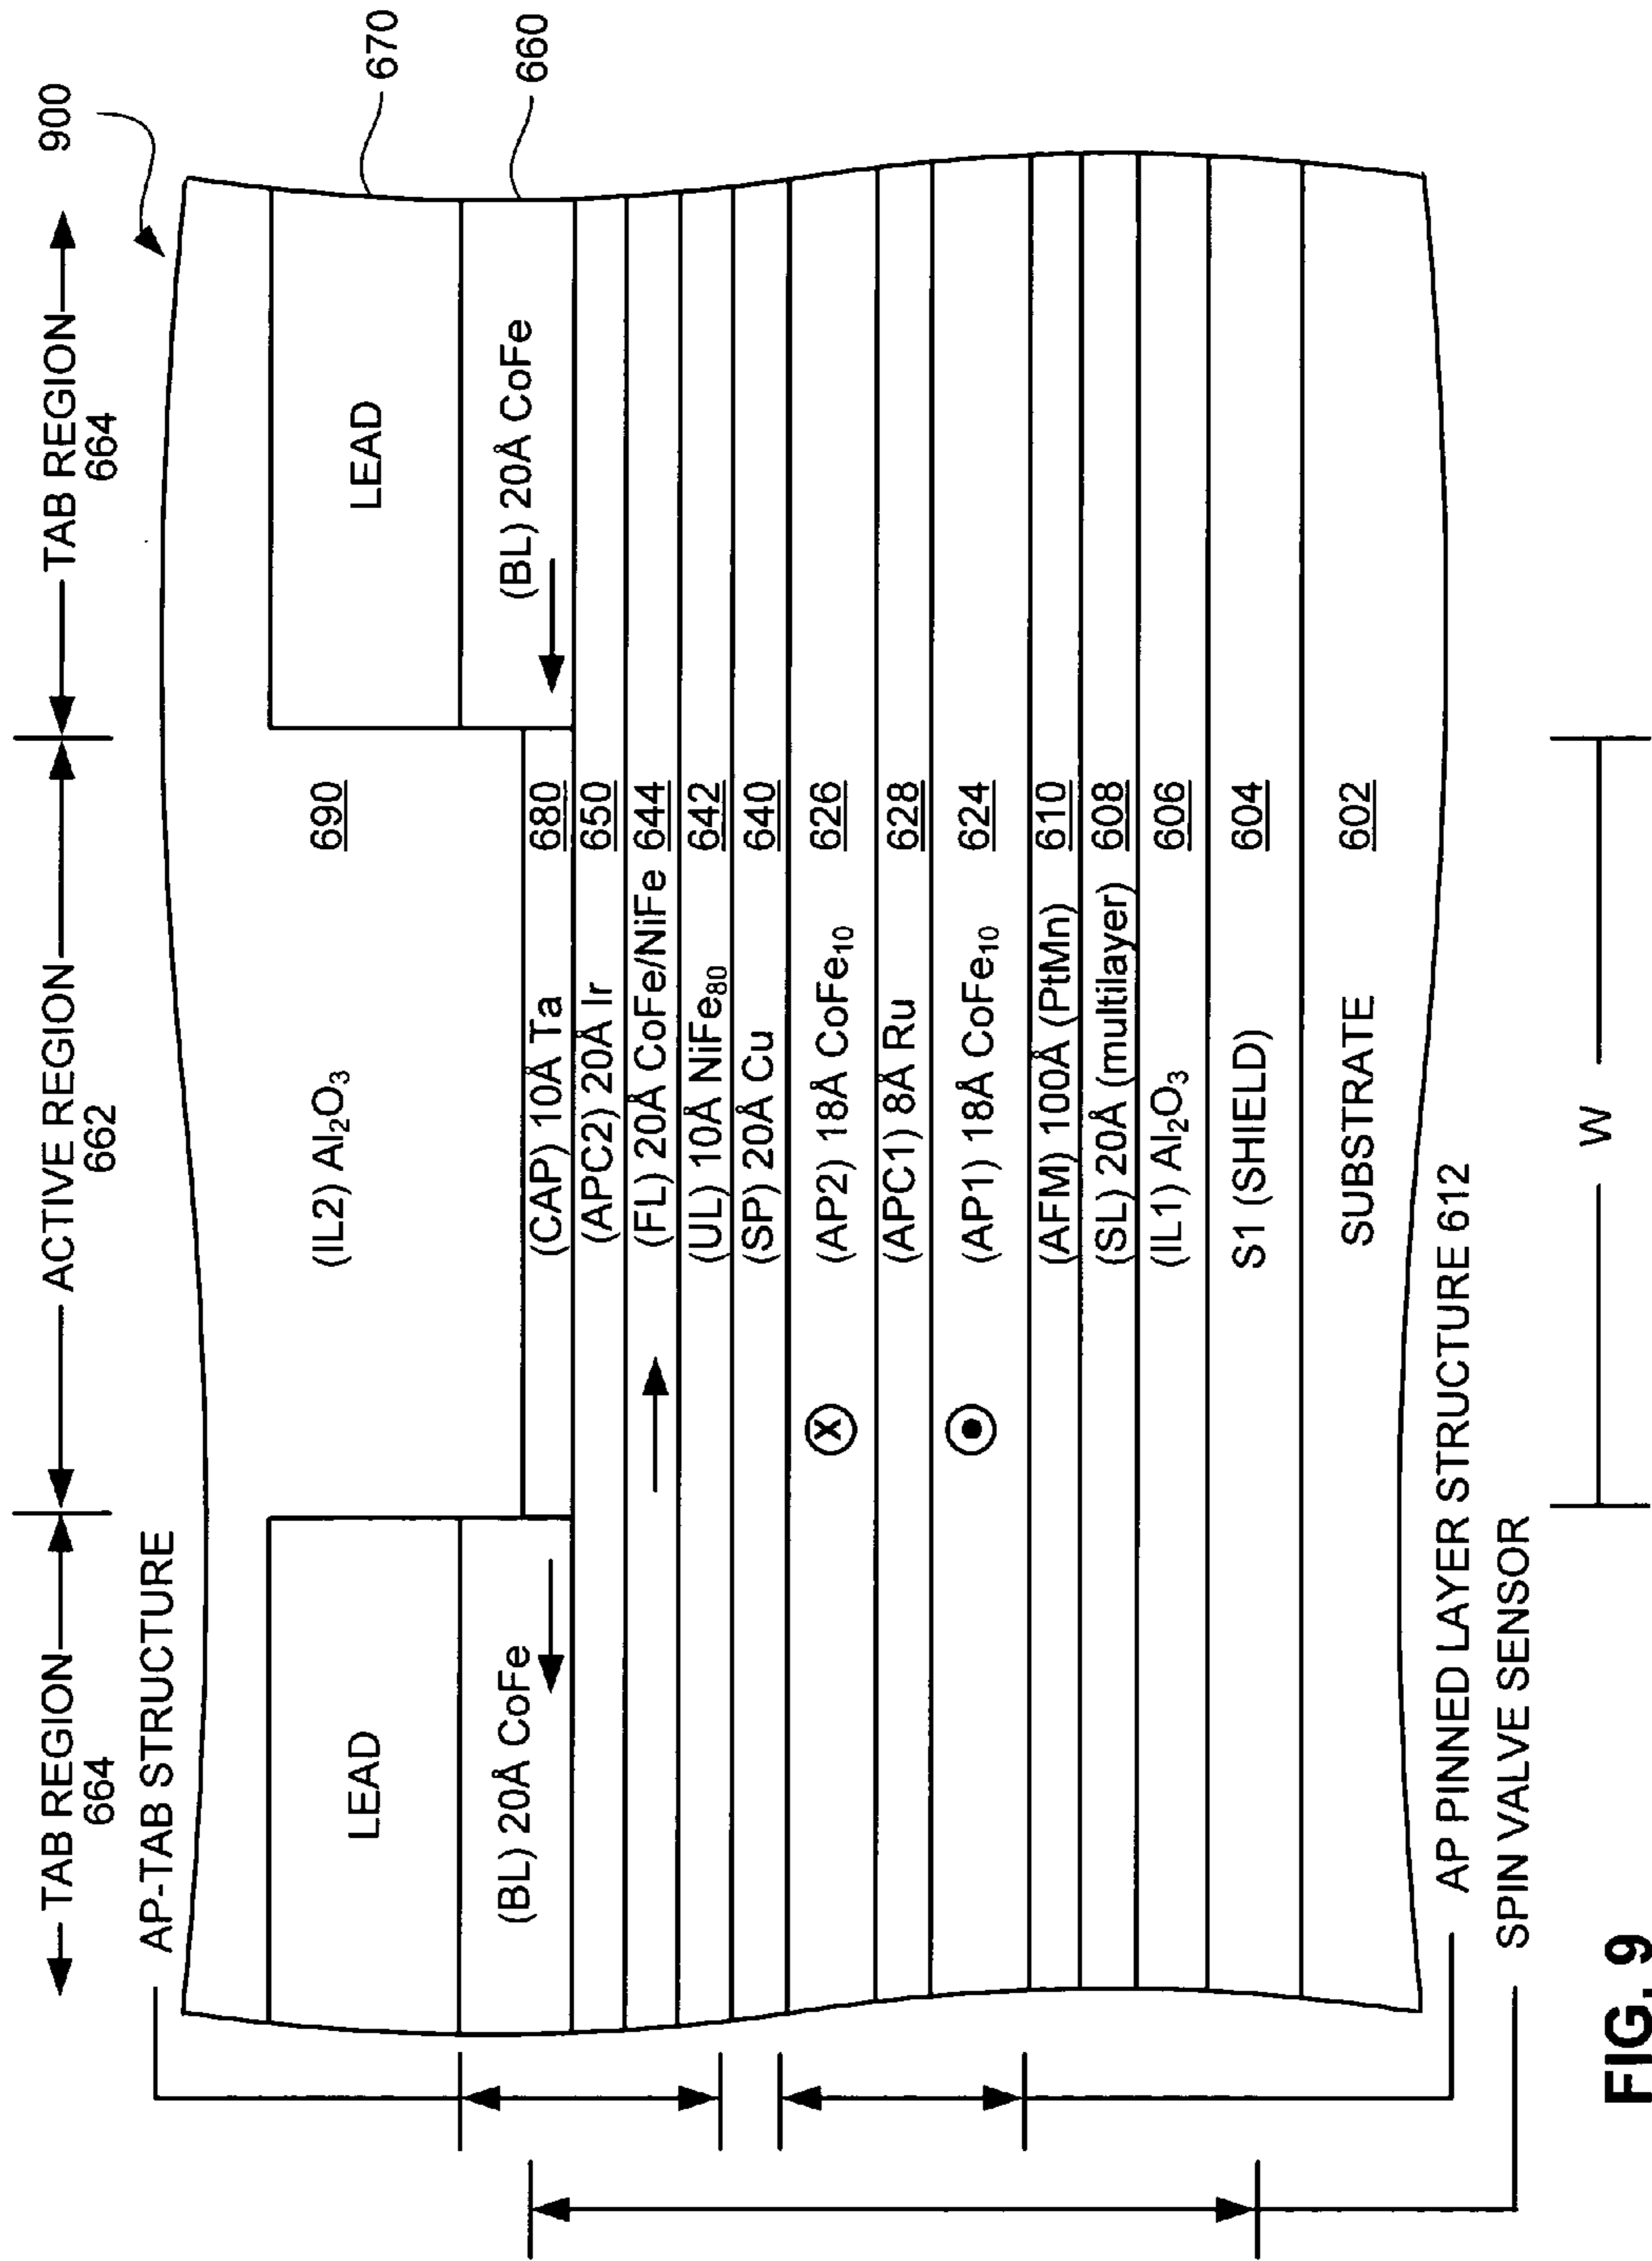 900
TAB REGION
664
ACTIVE REGION
662
TAB REGION
664
AP-TAB STRUCTURE
670
660
LEAD
LEAD
(IL2) Al₂O₃ 690
(BL) 20Å CoFe
(BL) 20Å CoFe
(CAP) 10Å Ta 680
(APC2) 20Å Ir 650
(FL) 20Å CoFe/NiFe 644
(UL) 10Å NiFe₈₀ 642
(SP) 20Å Cu 640
(AP2) 18Å CoFe₁₀ 626
X
(APC1) 8Å Ru 628
(AP1) 18Å CoFe₁₀ 624
(AFM) 100Å (PtMn) 610
(SL) 20Å (multilayer) 608
(IL1) Al₂O₃ 606
S1 (SHIELD) 604
SUBSTRATE 602
AP PINNED LAYER STRUCTURE 612
SPIN VALVE SENSOR
W
FIG. 9